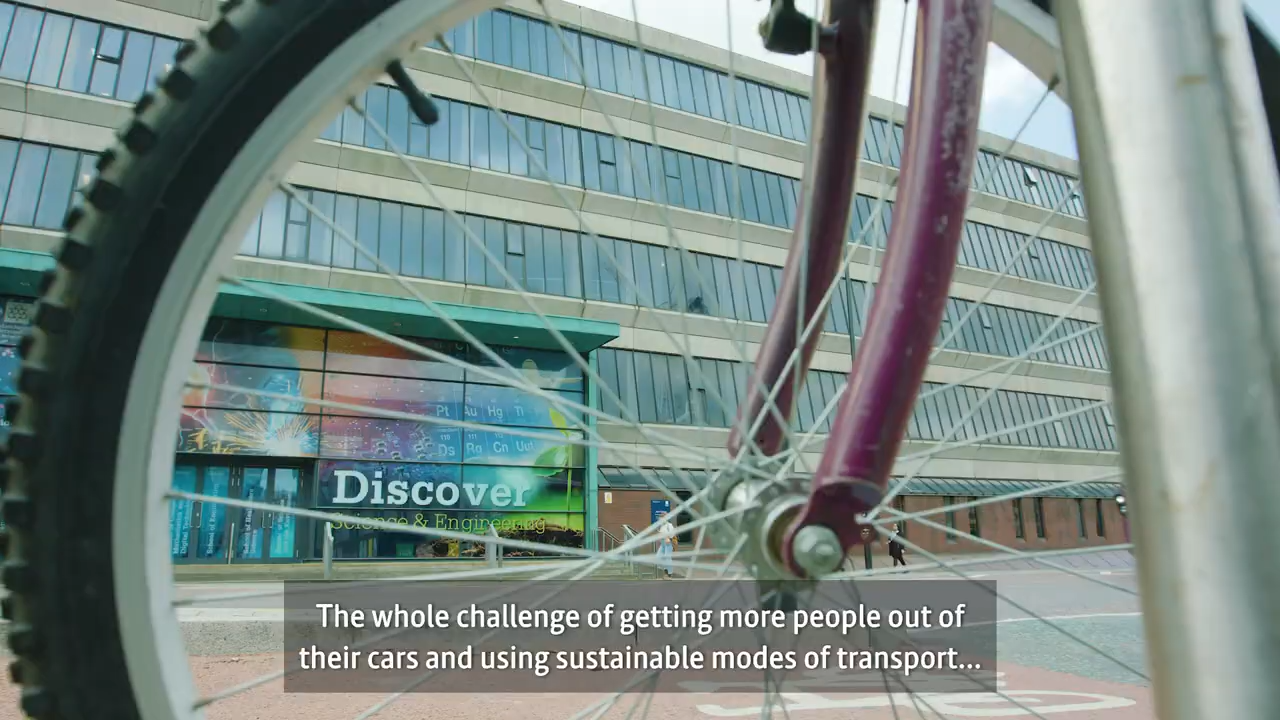 Pt Au Hg Ti
Ds Rg Cn Uut
Discover
Science & Engineering
The whole challenge of getting more people out of
their cars and using sustainable modes of transport...